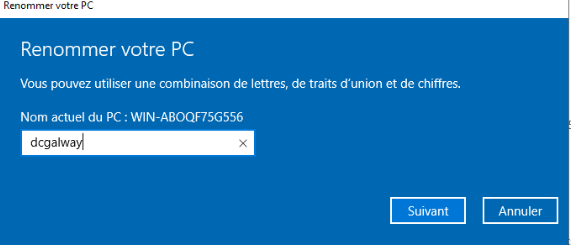 Renommer votre PC
Renommer votre PC
Vous pouvez utiliser une combinaison de lettres, de traits d'union et de chiffres.
Nom actuel du PC : WIN-ABOQF75G556
dcgalway
Suivant
Annuler